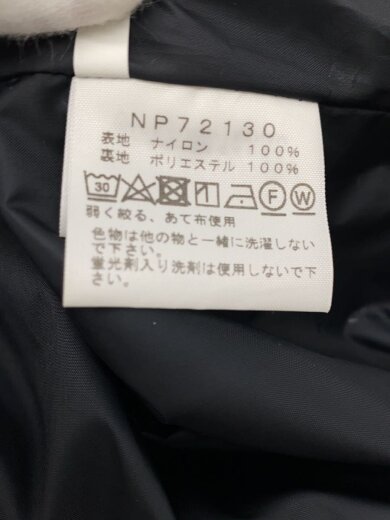 NP72130
表地 ナイロン 100%
裏地 ポリエステル 100%
30 F W
弱く絞る、あて布使用
色物は他の物と一緒に洗濯しない
で下さい。
蛍光剤入り洗剤は使用しないで下
さい。